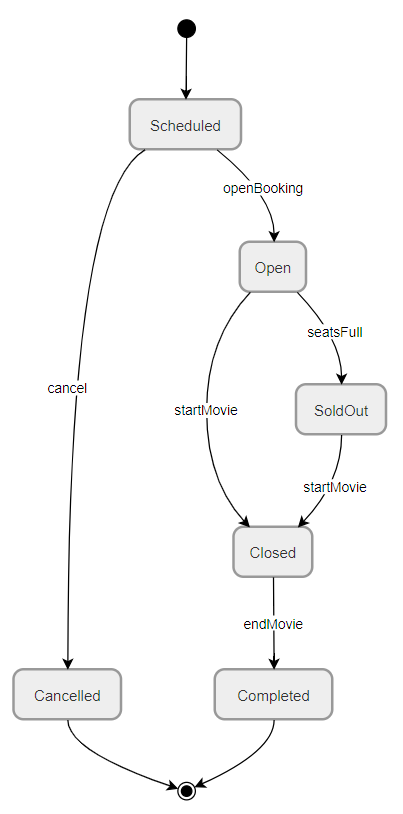 Scheduled
openBooking
Open
seatsFull
cancel
startMovie
SoldOut
startMovie
Closed
endMovie
Cancelled
Completed